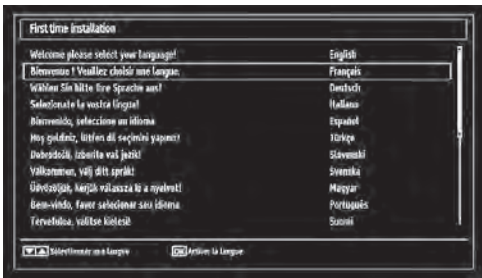 First time installation
Welcome please select your language! English
Bienvenue ! Veuillez choisir une langue. Français
Wählen Sin bitte Ihre Sprache aus! Deutsch
Selezionate la vostra lingua! Italiano
Bienvenido, seleccione un idioma Español
Hoş geldiniz, lütfen dil seçimini yapınız! Türkçe
Dobrodošli, izberite vaš jezik! Slovenski
Välkommen, välj ditt språk! Svenska
Üdvözöljük, kérjük válassza ki a nyelvet! Magyar
Bem-vindo, favor selecionar seu idioma Português
Tervetuloa, valitse kielesi! Suomi
Sélectionner une langue OK Activer la langue